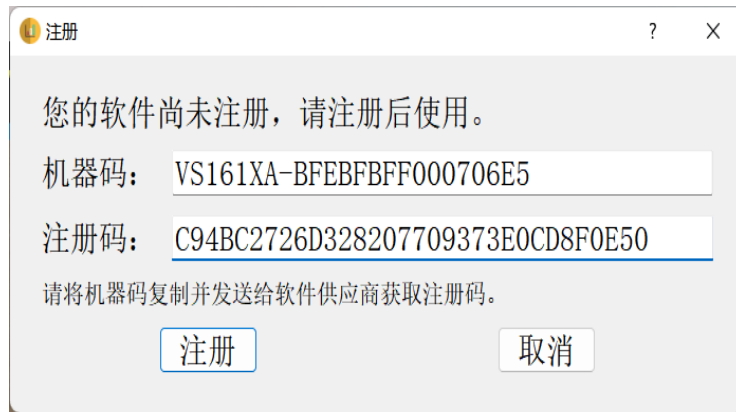 注册
您的软件尚未注册，请注册后使用。
机器码： VS161XA-BFEBFBFF000706E5
注册码： C94BC2726D328207709373E0CD8F0E50
请将机器码复制并发送给软件供应商获取注册码。
注册 取消